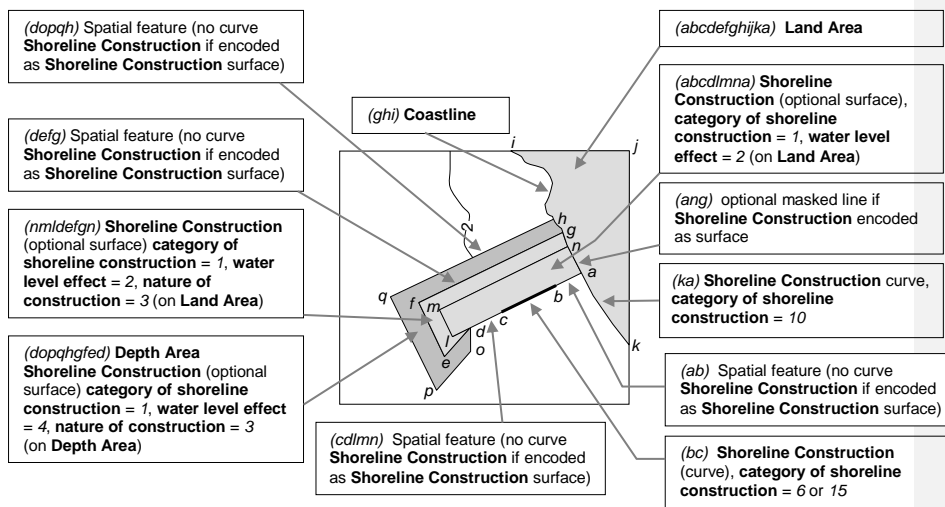 (dopqh) Spatial feature (no curve
Shoreline Construction if encoded
as Shoreline Construction surface)
(defg) Spatial feature (no curve
Shoreline Construction if
encoded as Shoreline
Construction surface)
(nmldefgn) Shoreline Construction
(optional surface) category of
shoreline construction = 1, water
level effect = 2, nature of
construction = 3 (on Land Area)
(dopqhgfed) Depth Area
Shoreline Construction (optional
surface) category of shoreline
construction = 1, water level effect
= 4, nature of construction = 3
(on Depth Area)
(ghi) Coastline
(cdlmn) Spatial feature (no curve
Shoreline Construction if encoded
as Shoreline Construction surface)
(abcdefghijka) Land Area
(abcdlmna) Shoreline
Construction (optional surface),
category of shoreline
construction = 1, water level
effect = 2 (on Land Area)
(ang) optional masked line if
Shoreline Construction encoded
as surface
(ka) Shoreline Construction curve,
category of shoreline
construction = 10
(ab) Spatial feature (no curve
Shoreline Construction if encoded
as Shoreline Construction surface)
(bc) Shoreline Construction
(curve), category of shoreline
construction = 6 or 15
i
j
2
h
g
n
a
q
f
m
b
c
l
d
o
e
k
p